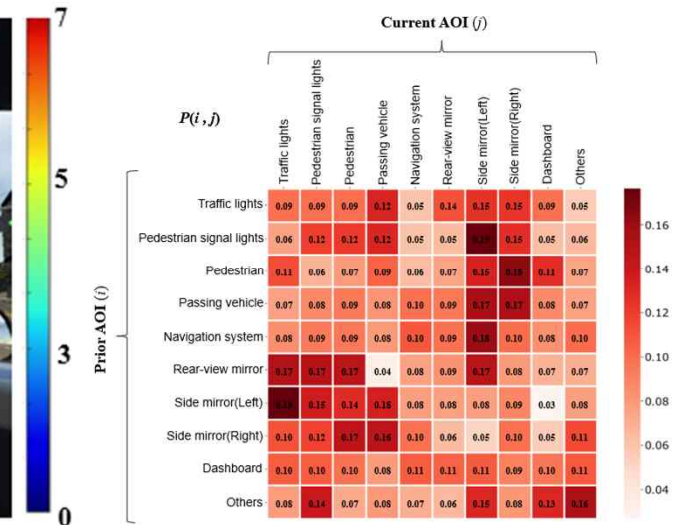 7
5
3
0
Current AOI (j)
P(i , j)
Traffic lights
Pedestrian signal lights
Pedestrian
Passing vehicle
Navigation system
Rear-view mirror
Side mirror(Left)
Side mirror(Right)
Dashboard
Others
Prior AOI (i)
Traffic lights 0.09 0.09 0.09 0.12 0.05 0.14 0.15 0.15 0.09 0.05
Pedestrian signal lights 0.06 0.12 0.12 0.12 0.05 0.05 0.15 0.05 0.06
Pedestrian 0.11 0.06 0.07 0.09 0.06 0.07 0.15 0.11 0.07
Passing vehicle 0.07 0.08 0.09 0.08 0.10 0.09 0.17 0.17 0.08 0.07
Navigation system 0.08 0.09 0.09 0.08 0.10 0.09 0.16 0.10 0.08 0.10
Rear-view mirror 0.17 0.17 0.17 0.04 0.08 0.09 0.17 0.08 0.07 0.07
Side mirror(Left) 0.15 0.14 0.08 0.08 0.08 0.09 0.03 0.08
Side mirror(Right) 0.10 0.12 0.17 0.16 0.10 0.06 0.05 0.10 0.05 0.11
Dashboard 0.10 0.10 0.10 0.08 0.11 0.11 0.11 0.09 0.10 0.11
Others 0.08 0.14 0.07 0.08 0.07 0.06 0.15 0.08 0.13 0.16
0.16
0.14
0.12
0.10
0.08
0.06
0.04